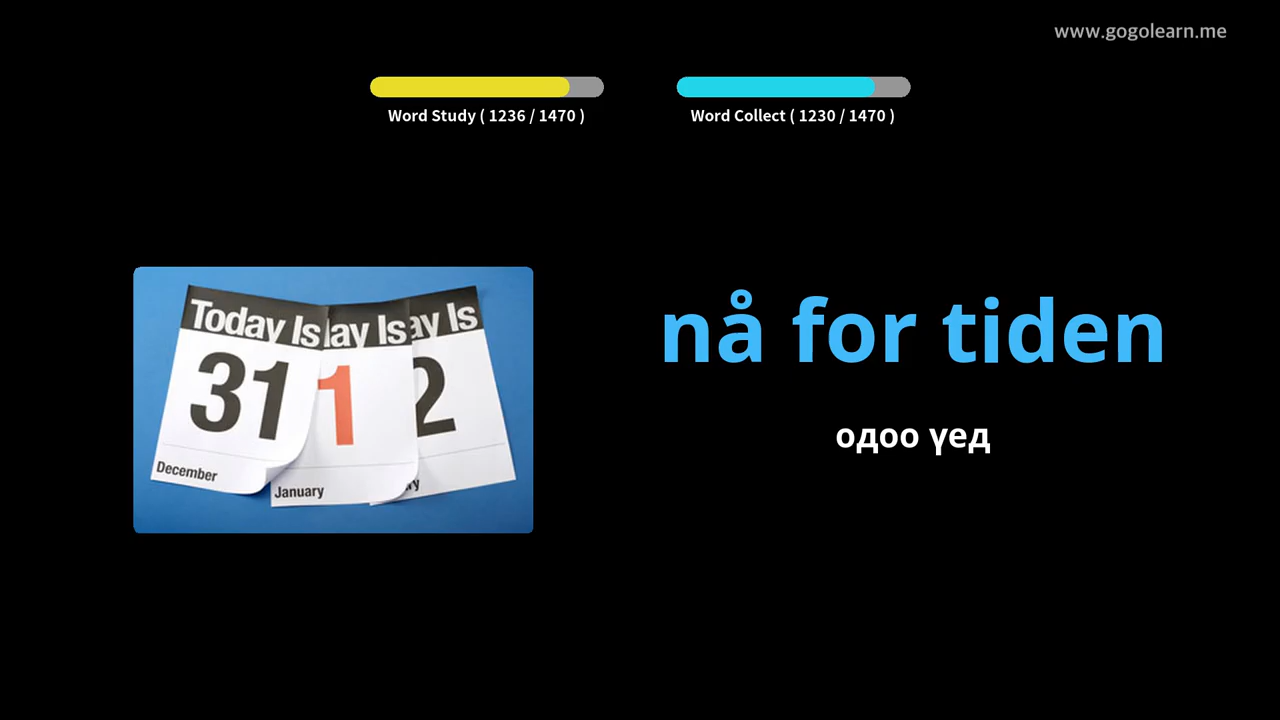 www.gogolearn.me
Word Study ( 1236 / 1470 )
Word Collect ( 1230 / 1470 )
nå for tiden
одоо үед
Today Is
31
December
ay Is
1
January
ay Is
2
ry